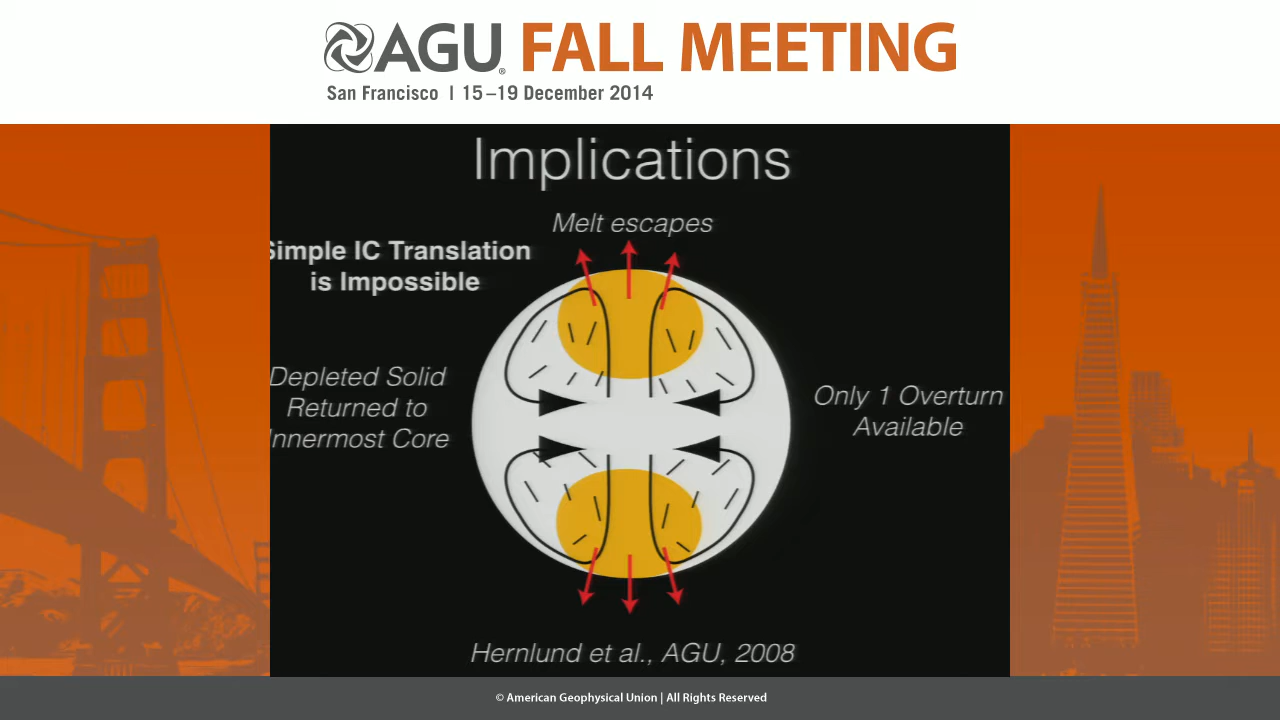 AGU® FALL MEETING
San Francisco | 15–19 December 2014
Implications
Melt escapes
Simple IC Translation
is Impossible
Depleted Solid
Returned to
Innermost Core
Only 1 Overturn
Available
Hernlund et al., AGU, 2008
© American Geophysical Union | All Rights Reserved